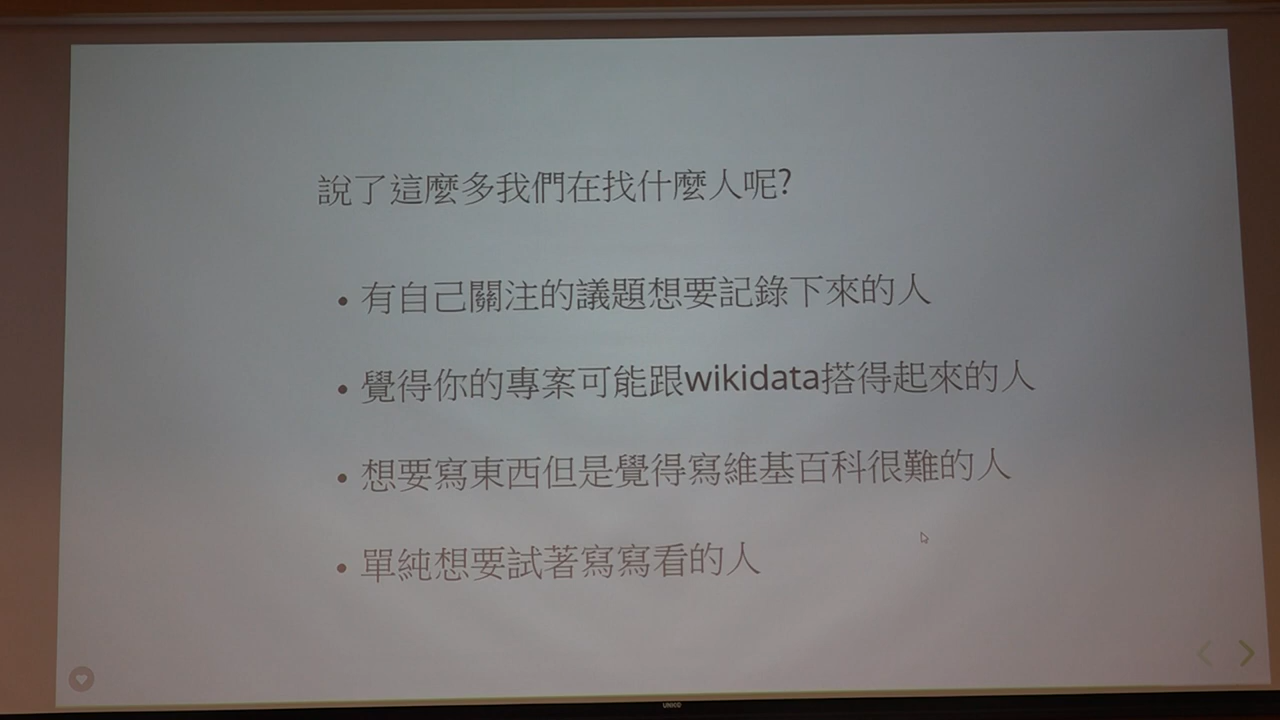 說了這麼多我們在找什麼人呢?
• 有自己關注的議題想要記錄下來的人
• 覺得你的專案可能跟wikidata搭得起來的人
• 想要寫東西但是覺得寫維基百科很難的人
• 單純想要試著寫寫看的人